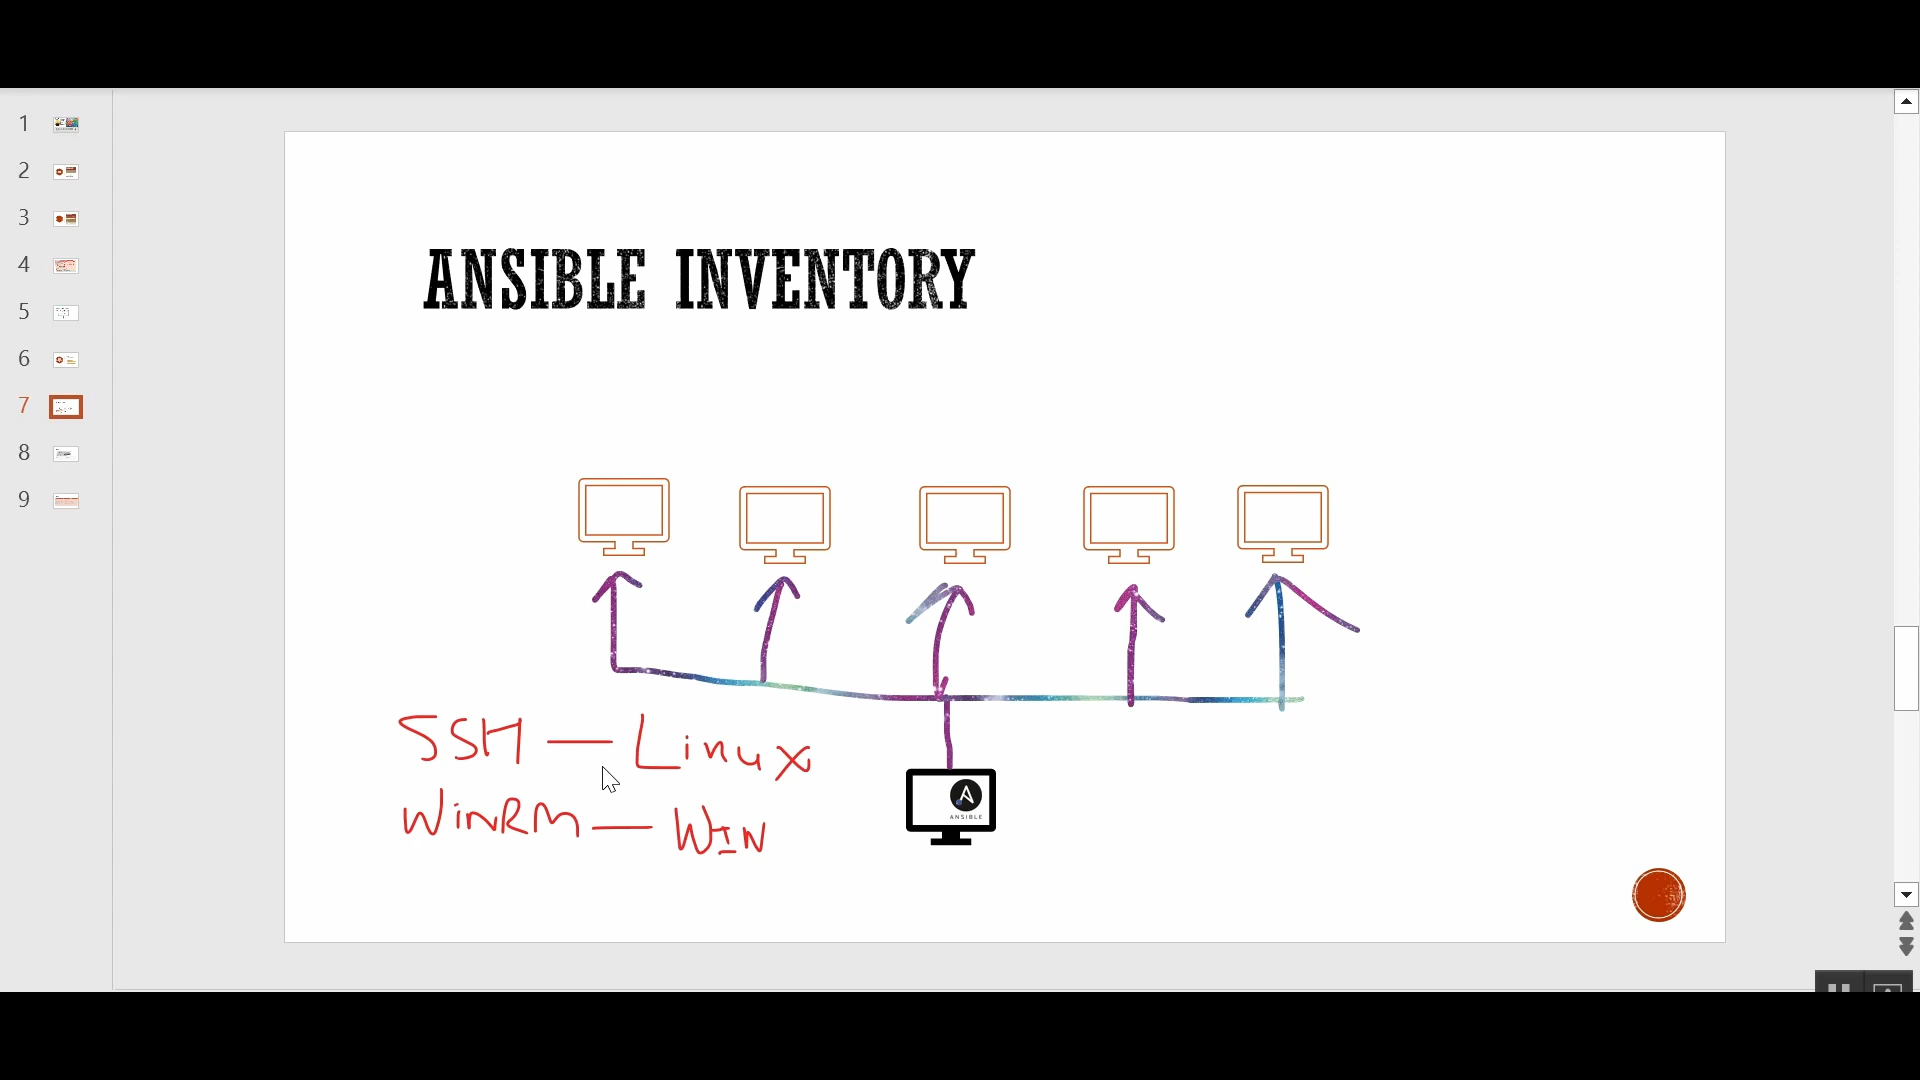 1
2
3
4
5
6
7
8
9
ANSIBLE INVENTORY
SSH — Linux
WinRM — WIN
A
ANSIBLE